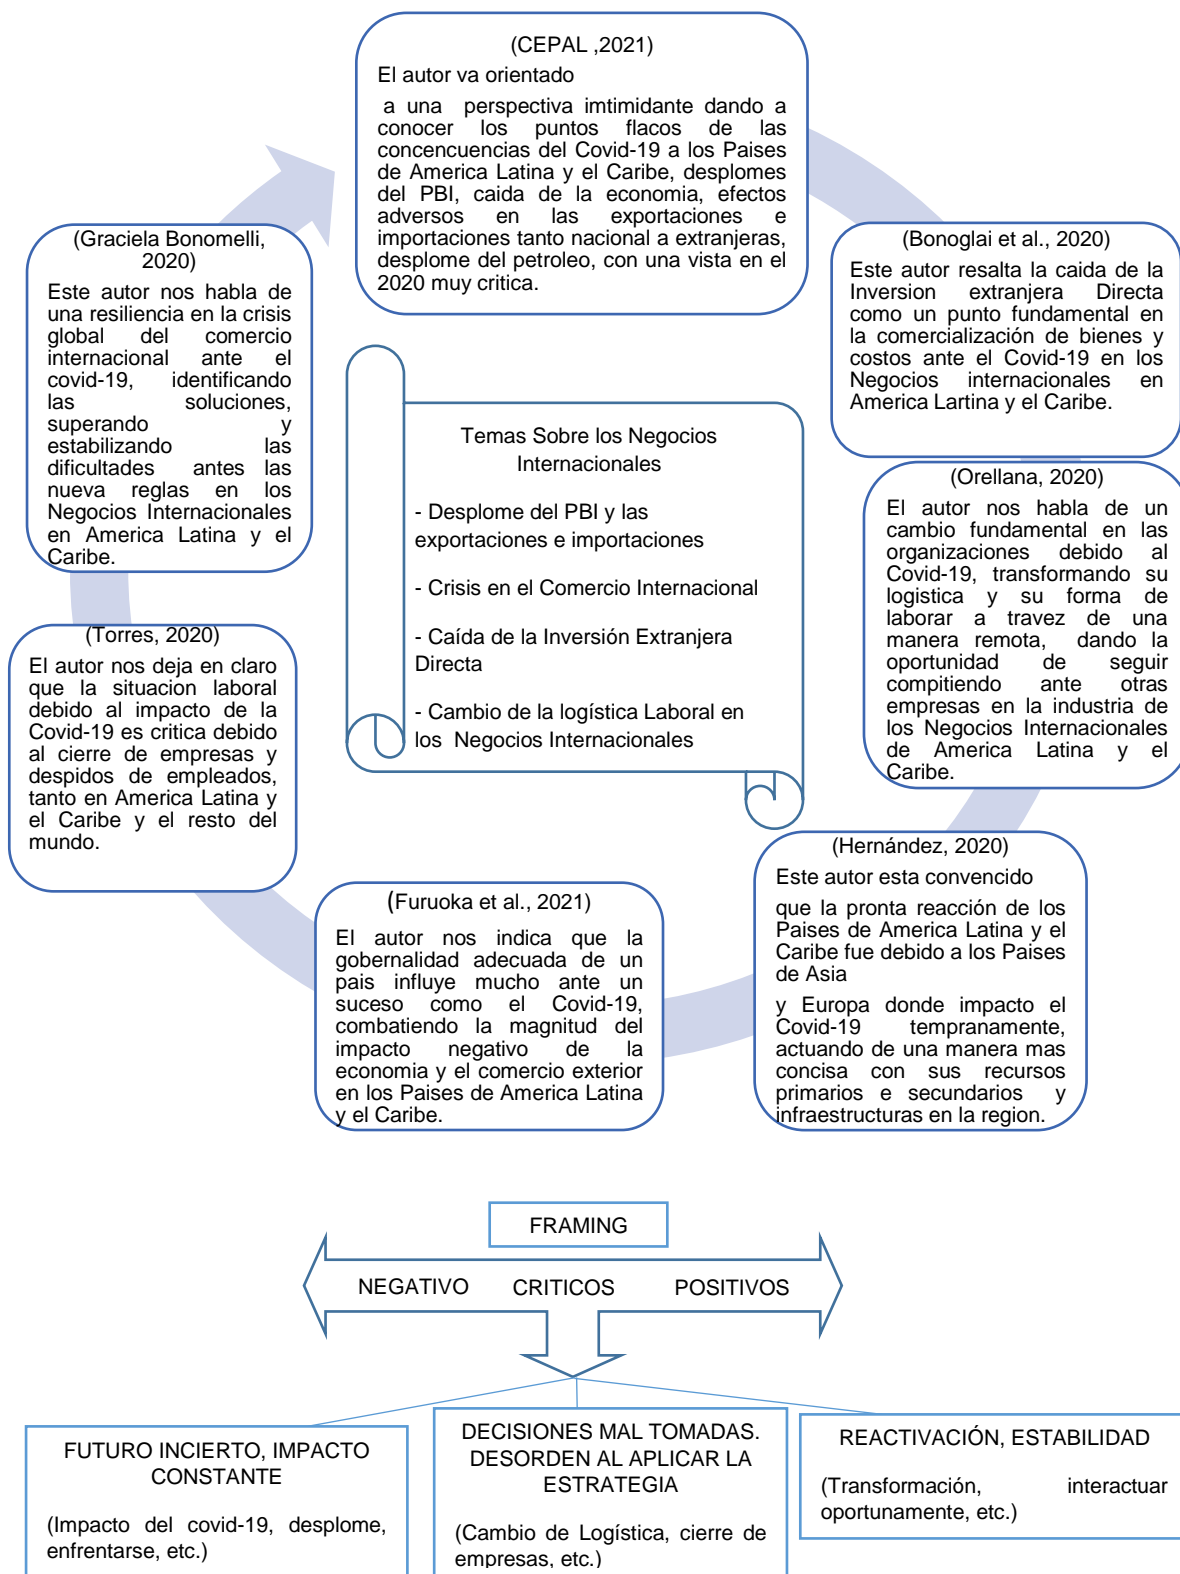 (CEPAL ,2021)
El autor va orientado
a una perspectiva imtimidante dando a
conocer los puntos flacos de las
concencuencias del Covid-19 a los Paises
de America Latina y el Caribe, desplomes
del PBI, caida de la economia, efectos
adversos en las exportaciones e
importaciones tanto nacional a extranjeras,
desplome del petroleo, con una vista en el
2020 muy critica.
(Bonoglai et al., 2020)
Este autor resalta la caida de la
Inversion extranjera Directa
como un punto fundamental en
la comercialización de bienes y
costos ante el Covid-19 en los
Negocios internacionales en
America Lartina y el Caribe.
(Orellana, 2020)
El autor nos habla de un
cambio fundamental en las
organizaciones debido al
Covid-19, transformando su
logistica y su forma de
laborar a travez de una
manera remota, dando la
oportunidad de seguir
compitiendo ante otras
empresas en la industria de
los Negocios Internacionales
de America Latina y el
Caribe.
(Hernández, 2020)
Este autor esta convencido
que la pronta reacción de los
Paises de America Latina y el
Caribe fue debido a los Paises
de Asia
y Europa donde impacto el
Covid-19 tempranamente,
actuando de una manera mas
concisa con sus recursos
primarios e secundarios y
infraestructuras en la region.
(Furuoka et al., 2021)
El autor nos indica que la
gobernalidad adecuada de un
pais influye mucho ante un
suceso como el Covid-19,
combatiendo la magnitud del
impacto negativo de la
economia y el comercio exterior
en los Paises de America Latina
y el Caribe.
(Torres, 2020)
El autor nos deja en claro
que la situacion laboral
debido al impacto de la
Covid-19 es critica debido
al cierre de empresas y
despidos de empleados,
tanto en America Latina y
el Caribe y el resto del
mundo.
(Graciela Bonomelli,
2020)
Este autor nos habla de
una resiliencia en la crisis
global del comercio
internacional ante el
covid-19, identificando
las soluciones,
superando y
estabilizando las
dificultades antes las
nueva reglas en los
Negocios Internacionales
en America Latina y el
Caribe.
Temas Sobre los Negocios
Internacionales
- Desplome del PBI y las
exportaciones e importaciones
- Crisis en el Comercio Internacional
- Caída de la Inversión Extranjera
Directa
- Cambio de la logística Laboral en
los Negocios Internacionales
FRAMING
NEGATIVO CRITICOS POSITIVOS
FUTURO INCIERTO, IMPACTO
CONSTANTE
(Impacto del covid-19, desplome,
enfrentarse, etc.)
DECISIONES MAL TOMADAS.
DESORDEN AL APLICAR LA
ESTRATEGIA
(Cambio de Logística, cierre de
empresas, etc.)
REACTIVACIÓN, ESTABILIDAD
(Transformación, interactuar
oportunamente, etc.)